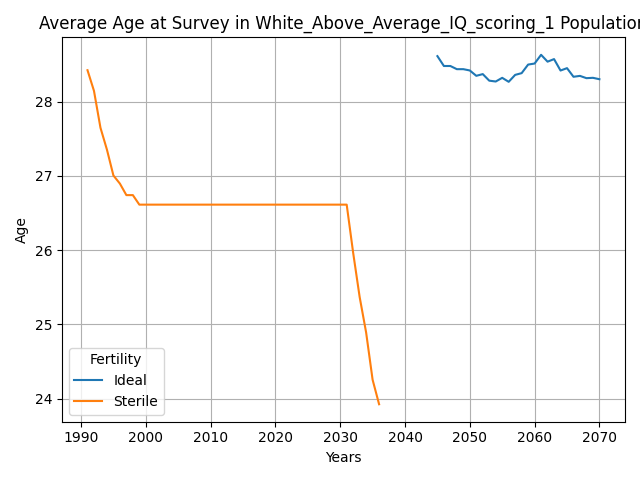 Average Age at Survey in White_Above_Average_IQ_scoring_1 Population
28
27
26
25
24
Age
Fertility
Ideal
Sterile
1990 2000 2010 2020 2030 2040 2050 2060 2070
Years